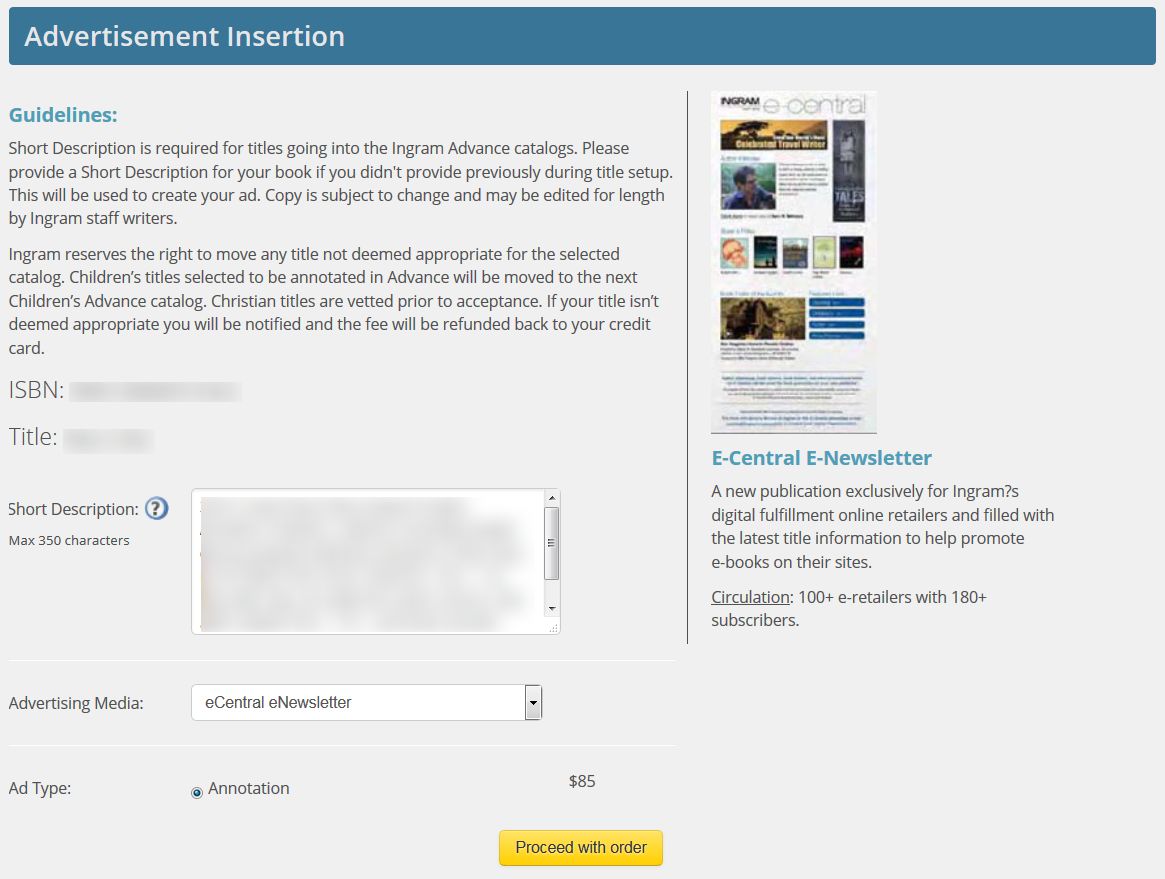 Advertisement Insertion
Guidelines:
Short Description is required for titles going into the Ingram Advance catalogs. Please
provide a Short Description for your book if you didn't provide previously during title setup.
This will be used to create your ad. Copy is subject to change and may be edited for length
by Ingram staff writers.
Ingram reserves the right to move any title not deemed appropriate for the selected
catalog. Children’s titles selected to be annotated in Advance will be moved to the next
Children’s Advance catalog. Christian titles are vetted prior to acceptance. If your title isn’t
deemed appropriate you will be notified and the fee will be refunded back to your credit
card.
ISBN:
Title:
Short Description: ?
Max 350 characters
Advertising Media:
eCentral eNewsletter
Ad Type:
Annotation
$85
Proceed with order
INGRAM e-central
Celebrated Travel Writer
TALES
E-Central E-Newsletter
A new publication exclusively for Ingram?s
digital fulfillment online retailers and filled with
the latest title information to help promote
e-books on their sites.
Circulation: 100+ e-retailers with 180+
subscribers.